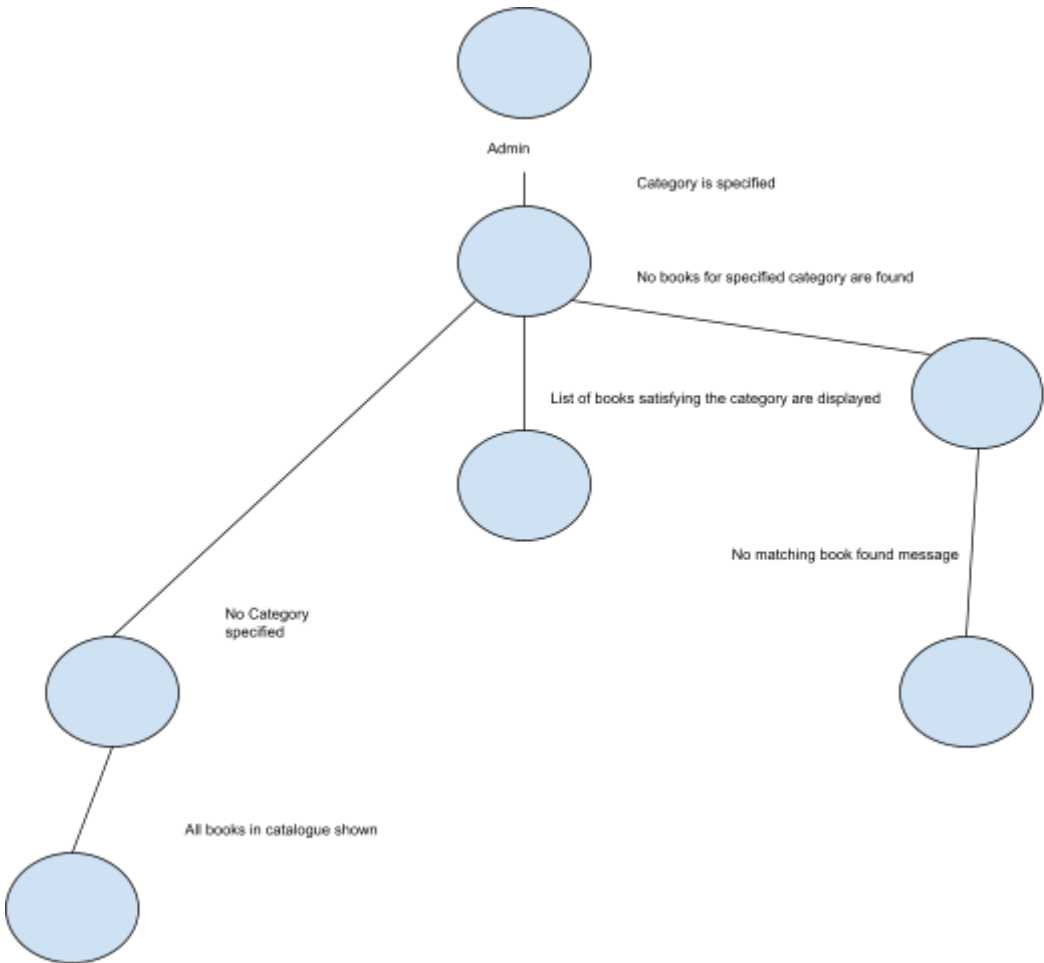 Admin
Category is specified
No books for specified category are found
List of books satisfying the category are displayed
No matching book found message
No Category
specified
All books in catalogue shown